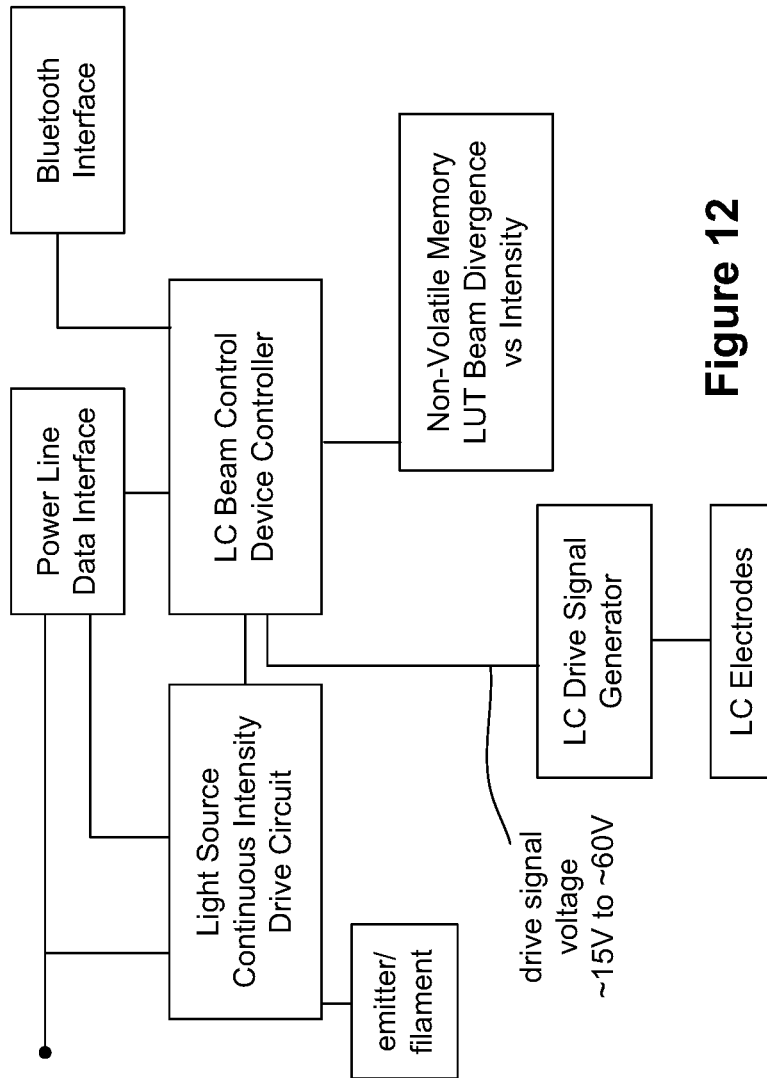 Bluetooth
Interface
Power Line
Data Interface
LC Beam Control
Device Controller
Non-Volatile Memory
LUT Beam Divergence
vs Intensity
Light Source
Continuous Intensity
Drive Circuit
emitter/
filament
drive signal
voltage
~15V to ~60V
LC Drive Signal
Generator
LC Electrodes
Figure 12